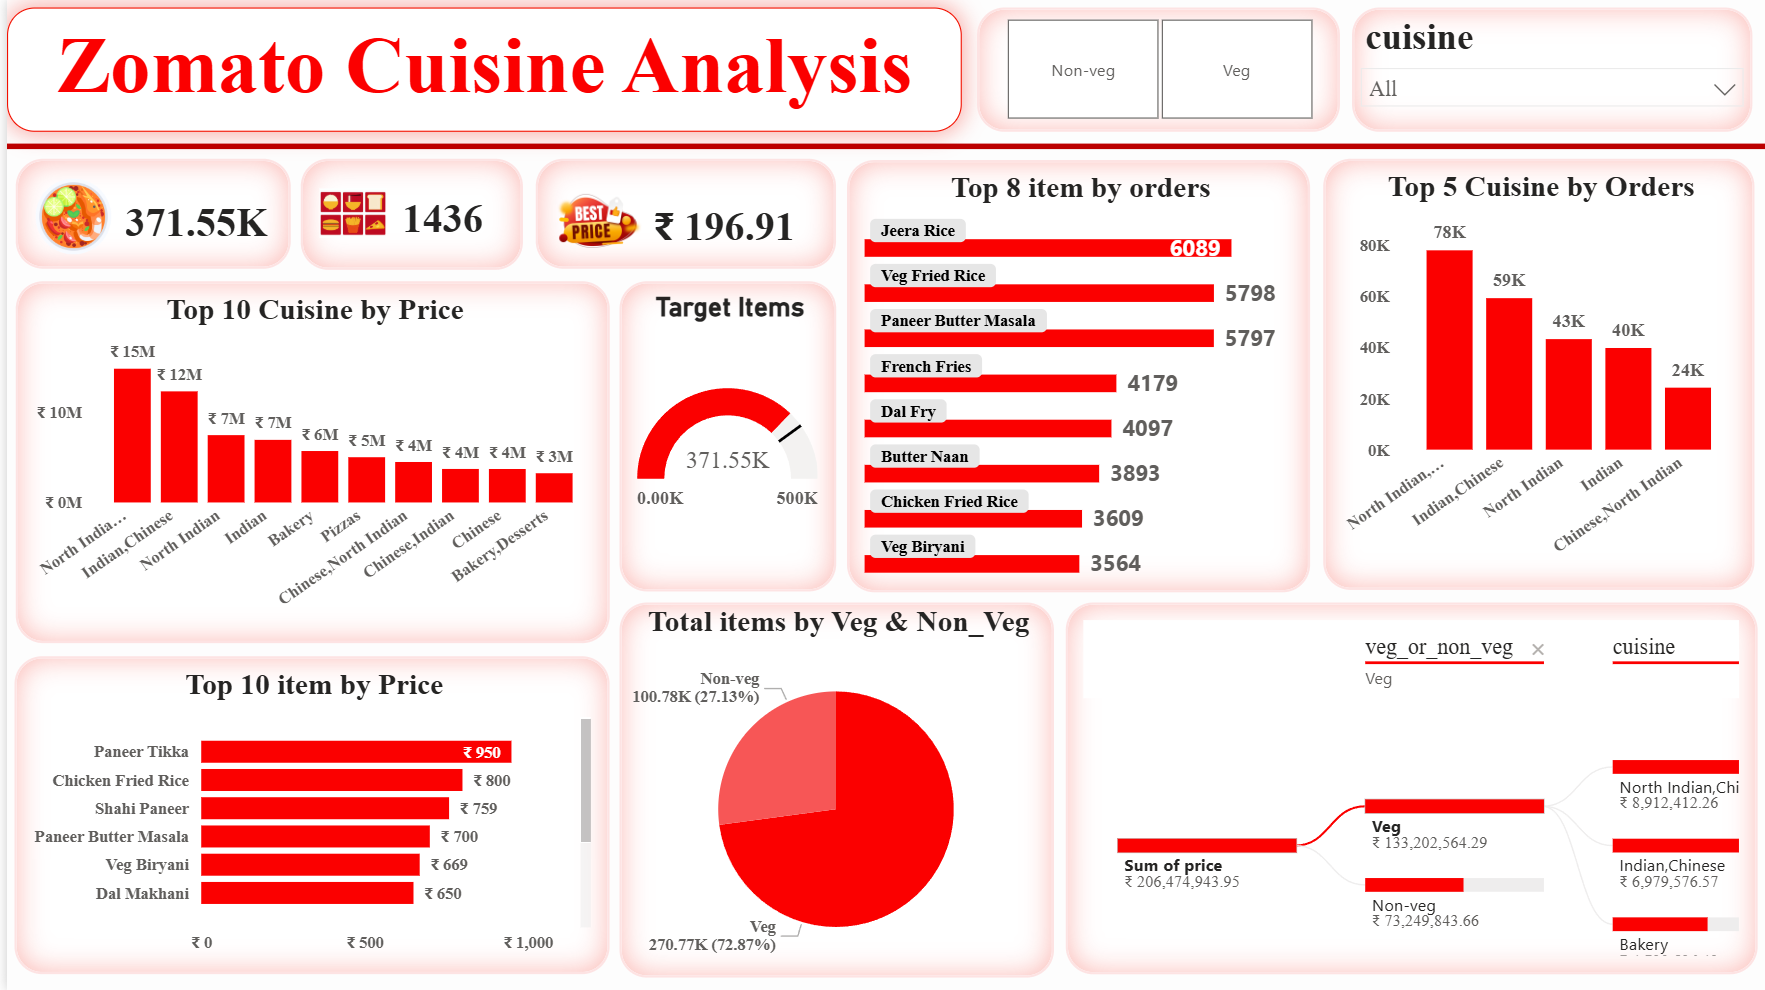 Zomato Cuisine Analysis
Non-veg
Veg
cuisine
All
371.55K
1436
BEST
PRICE
₹ 196.91
Top 8 item by orders
Jeera Rice
6089
Veg Fried Rice
5798
Paneer Butter Masala
5797
French Fries
4179
Dal Fry
4097
Butter Naan
3893
Chicken Fried Rice
3609
Veg Biryani
3564
Top 5 Cuisine by Orders
80K
60K
40K
20K
0K
78K
59K
43K
40K
24K
North Indian,...
Indian,Chinese
North Indian
Indian
Chinese,North Indian
Top 10 Cuisine by Price
₹ 10M
₹ 0M
₹ 15M
₹ 12M
₹ 7M
₹ 7M
₹ 6M
₹ 5M
₹ 4M
₹ 4M
₹ 4M
₹ 3M
North India...
Indian,Chinese
North Indian
Indian
Bakery
Pizzas
Chinese,North Indian
Chinese,Indian
Chinese
Bakery,Desserts
Target Items
371.55K
0.00K
500K
Top 10 item by Price
Paneer Tikka
₹ 950
Chicken Fried Rice
₹ 800
Shahi Paneer
₹ 759
Paneer Butter Masala
₹ 700
Veg Biryani
₹ 669
Dal Makhani
₹ 650
₹ 0
₹ 500
₹ 1,000
Total items by Veg & Non_Veg
Non-veg
100.78K (27.13%)
Veg
270.77K (72.87%)
veg_or_non_veg
Veg
cuisine
Sum of price
₹ 206,474,943.95
Veg
₹ 133,202,564.29
Non-veg
₹ 73,249,843.66
North Indian,Chi
₹ 8,912,412.26
Indian,Chinese
₹ 6,979,576.57
Bakery